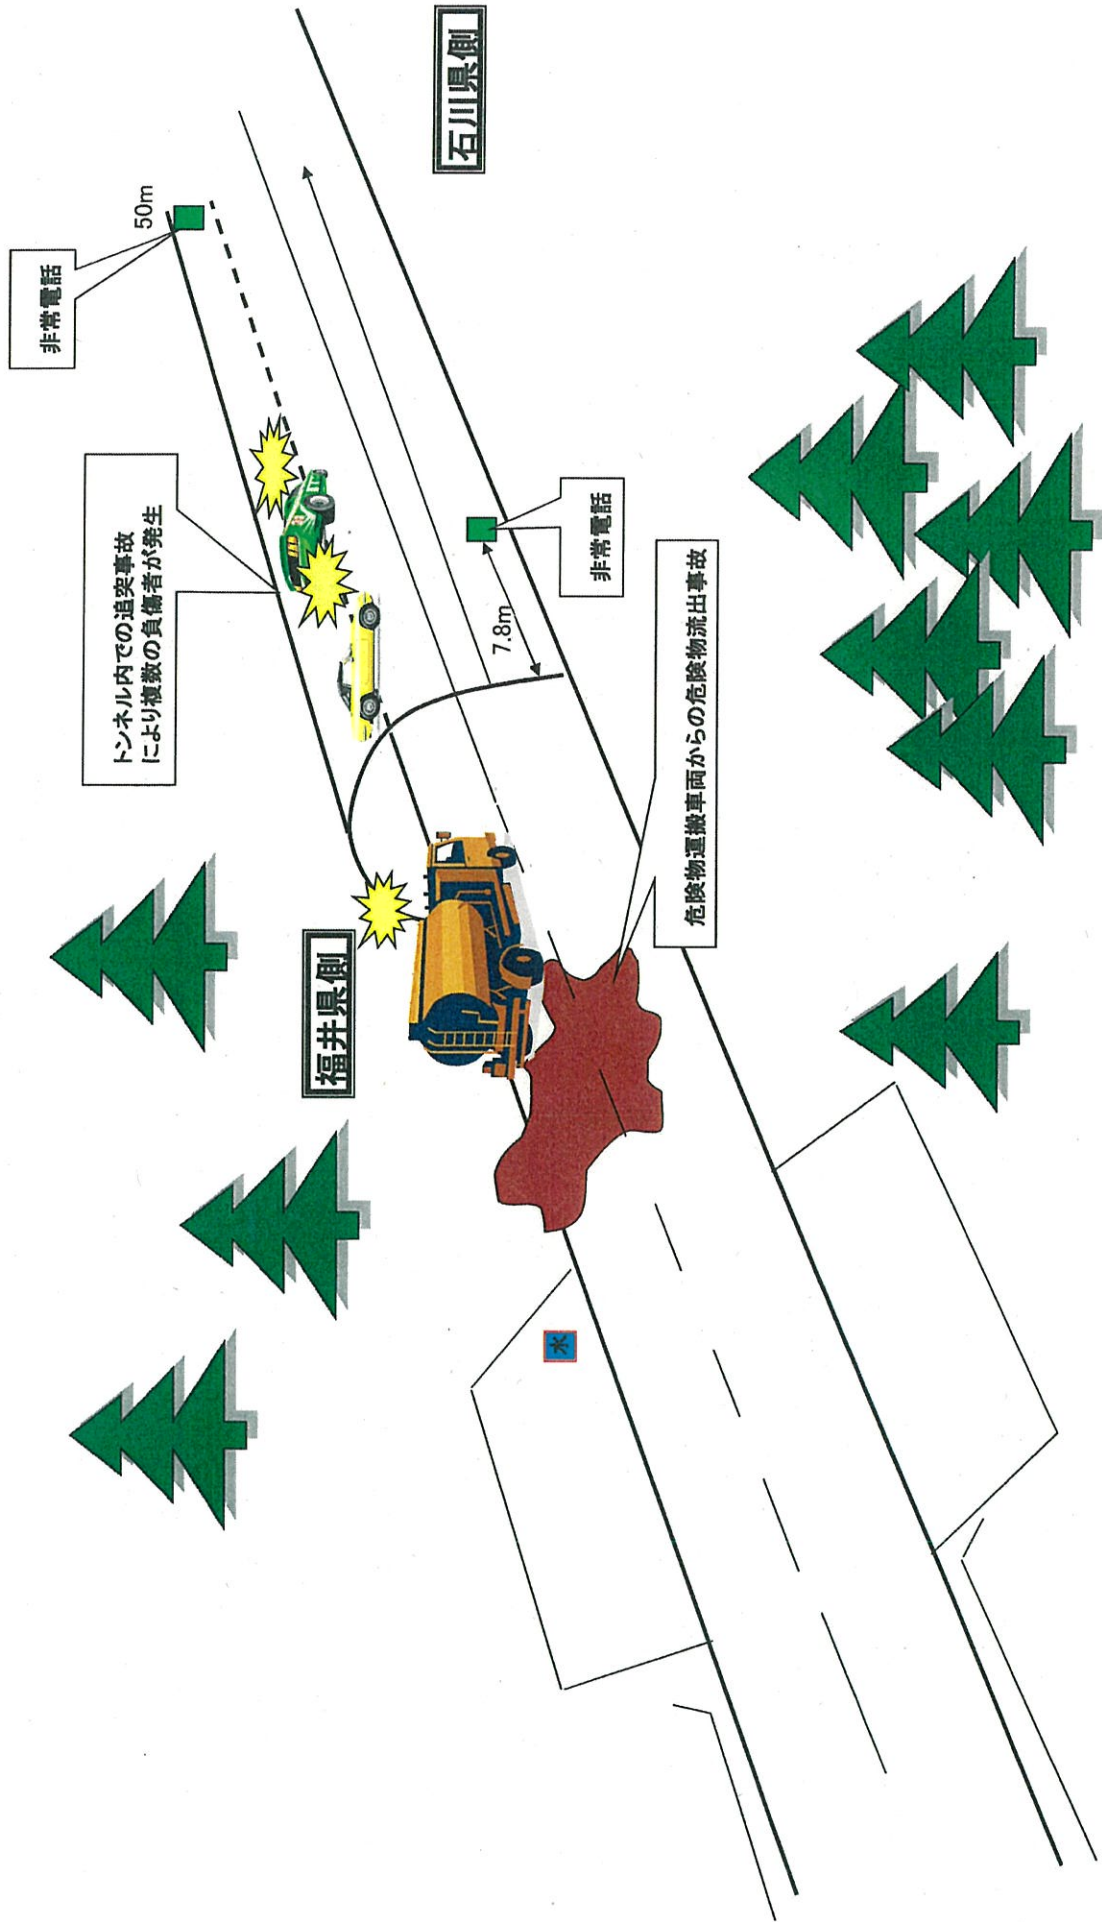 非常電話
50m
トンネル内での追突事故
により複数の負傷者が発生
石川県側
福井県側
7.8m
非常電話
危険物運搬車両からの危険物流出事故
水